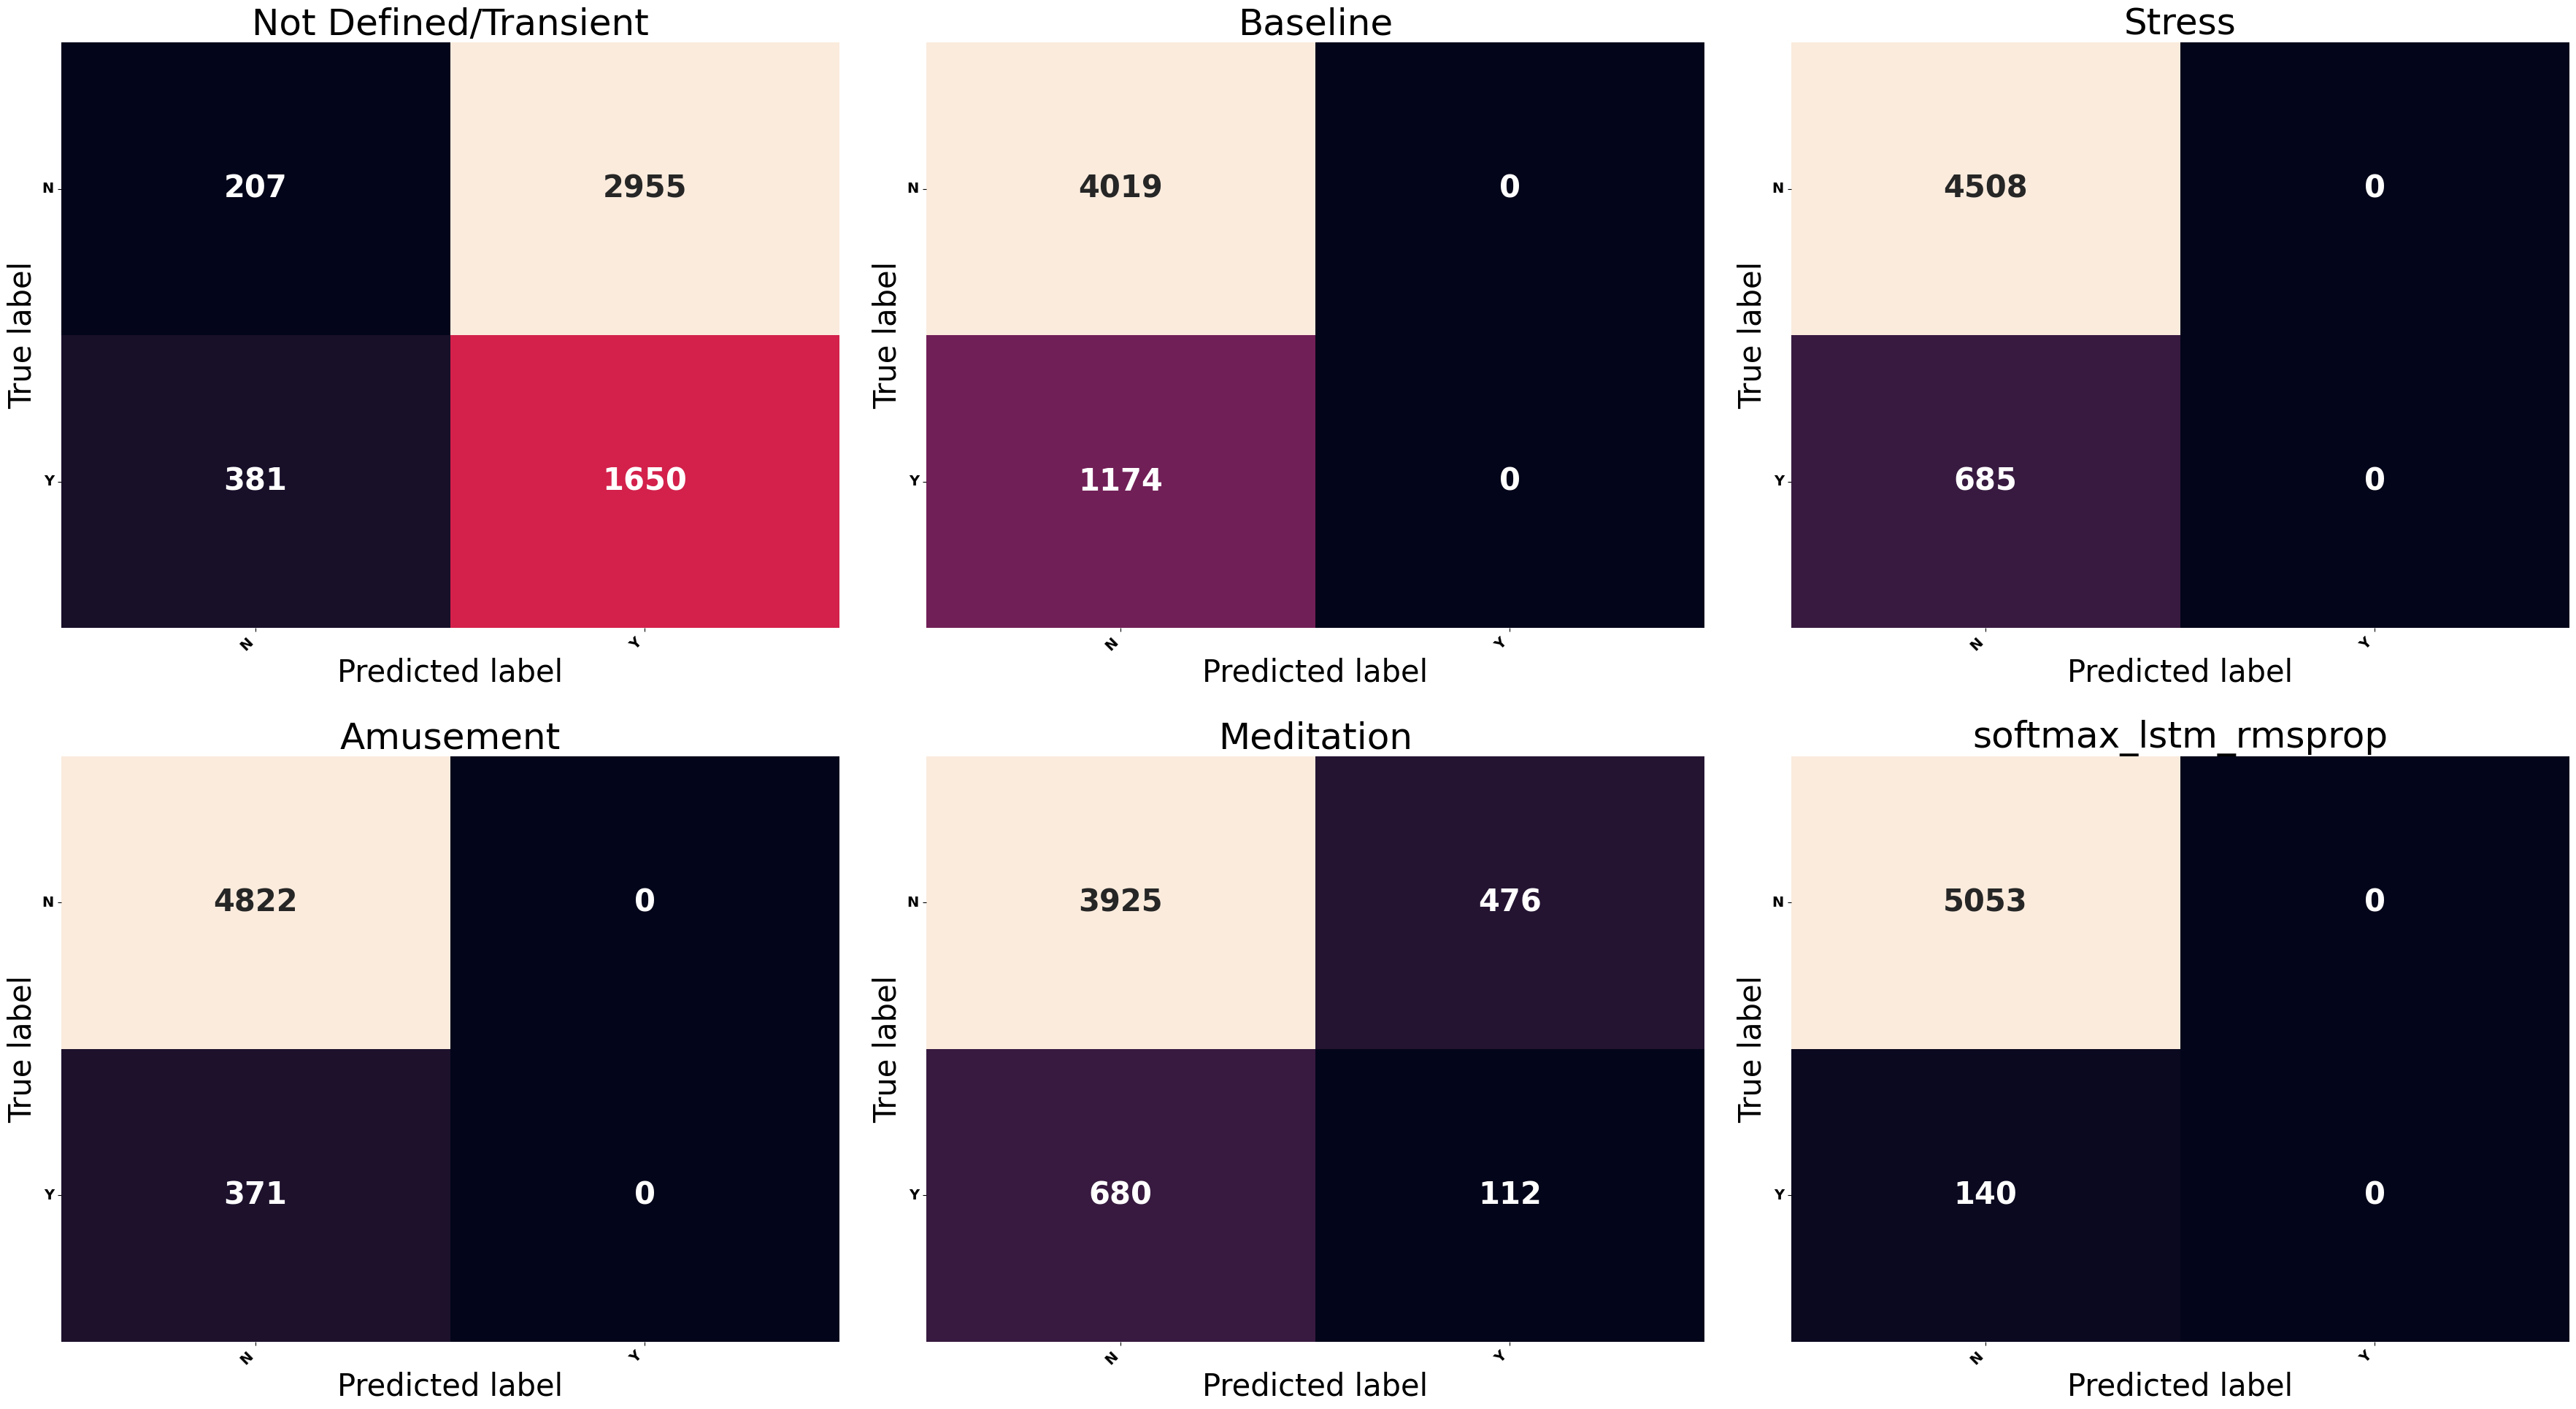 Not Defined/Transient
True label
N
207
2955
Y
381
1650
N
Y
Predicted label
Baseline
True label
N
4019
0
Y
1174
0
N
Y
Predicted label
Stress
True label
N
4508
0
Y
685
0
N
Y
Predicted label
Amusement
True label
N
4822
0
Y
371
0
N
Y
Predicted label
Meditation
True label
N
3925
476
Y
680
112
N
Y
Predicted label
softmax_lstm_rmsprop
True label
N
5053
0
Y
140
0
N
Y
Predicted label